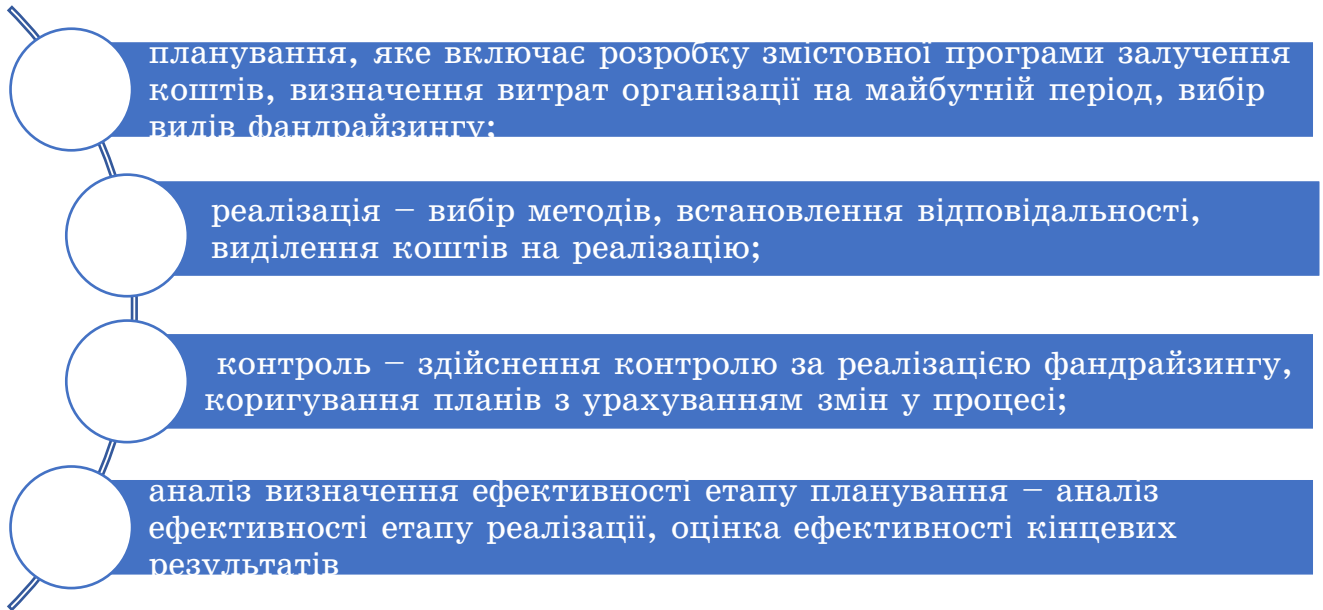 планування, яке включає розробку змістовної програми залучення
коштів, визначення витрат організації на майбутній період, вибір
видів фандрайзингу;
реалізація – вибір методів, встановлення відповідальності,
виділення коштів на реалізацію;
контроль – здійснення контролю за реалізацією фандрайзингу,
коригування планів з урахуванням змін у процесі;
аналіз визначення ефективності етапу планування – аналіз
ефективності етапу реалізації, оцінка ефективності кінцевих
результатів